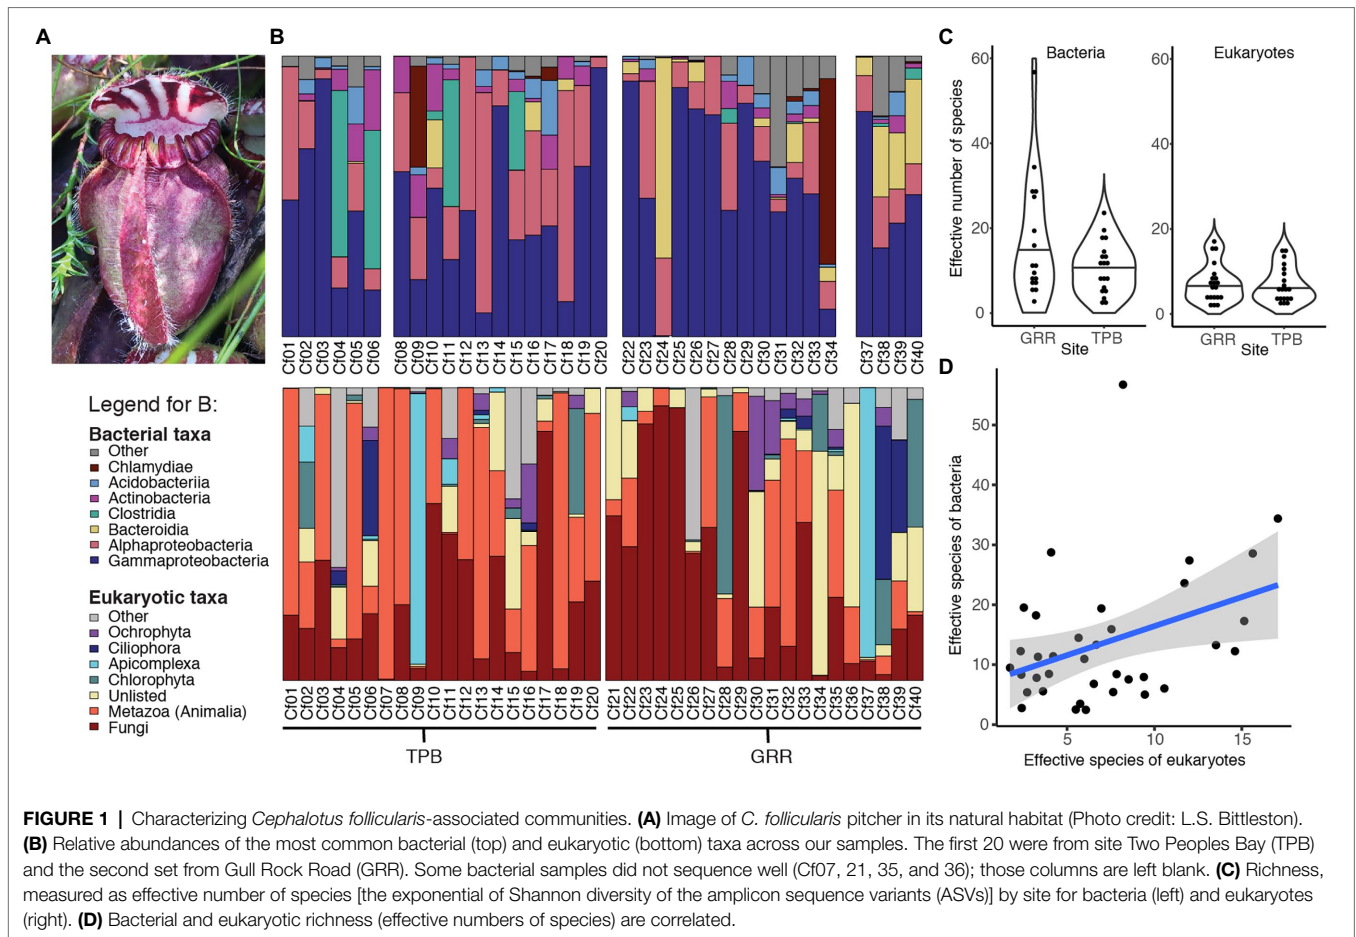 A
B
Cf01
Cf02
Cf03
Cf04
Cf05
Cf06
Cf08
Cf09
Cf10
Cf11
Cf12
Cf13
Cf14
Cf15
Cf16
Cf17
Cf18
Cf19
Cf20
Cf22
Cf23
Cf24
Cf25
Cf26
Cf27
Cf28
Cf29
Cf30
Cf31
Cf32
Cf33
Cf34
Cf37
Cf38
Cf39
Cf40
Legend for B:
Bacterial taxa
Other
Chlamydiae
Acidobacteriia
Actinobacteria
Clostridia
Bacteroidia
Alphaproteobacteria
Gammaproteobacteria
Eukaryotic taxa
Other
Ochrophyta
Ciliophora
Apicomplexa
Chlorophyta
Unlisted
Metazoa (Animalia)
Fungi
Cf01
Cf02
Cf03
Cf04
Cf05
Cf06
Cf07
Cf08
Cf09
Cf10
Cf11
Cf12
Cf13
Cf14
Cf15
Cf16
Cf17
Cf18
Cf19
Cf20
Cf21
Cf22
Cf23
Cf24
Cf25
Cf26
Cf27
Cf28
Cf29
Cf30
Cf31
Cf32
Cf33
Cf34
Cf35
Cf36
Cf37
Cf38
Cf39
Cf40
TPB
GRR
C
Effective number of species
Bacteria
60
40
20
0
GRR TPB
Site
Eukaryotes
60
40
20
0
GRR TPB
Site
D
Effective species of bacteria
50
40
30
20
10
0
5 10 15
Effective species of eukaryotes
FIGURE 1 | Characterizing Cephalotus follicularis-associated communities. (A) Image of C. follicularis pitcher in its natural habitat (Photo credit: L.S. Bittleston).
(B) Relative abundances of the most common bacterial (top) and eukaryotic (bottom) taxa across our samples. The first 20 were from site Two Peoples Bay (TPB)
and the second set from Gull Rock Road (GRR). Some bacterial samples did not sequence well (Cf07, 21, 35, and 36); those columns are left blank. (C) Richness,
measured as effective number of species [the exponential of Shannon diversity of the amplicon sequence variants (ASVs)] by site for bacteria (left) and eukaryotes
(right). (D) Bacterial and eukaryotic richness (effective numbers of species) are correlated.